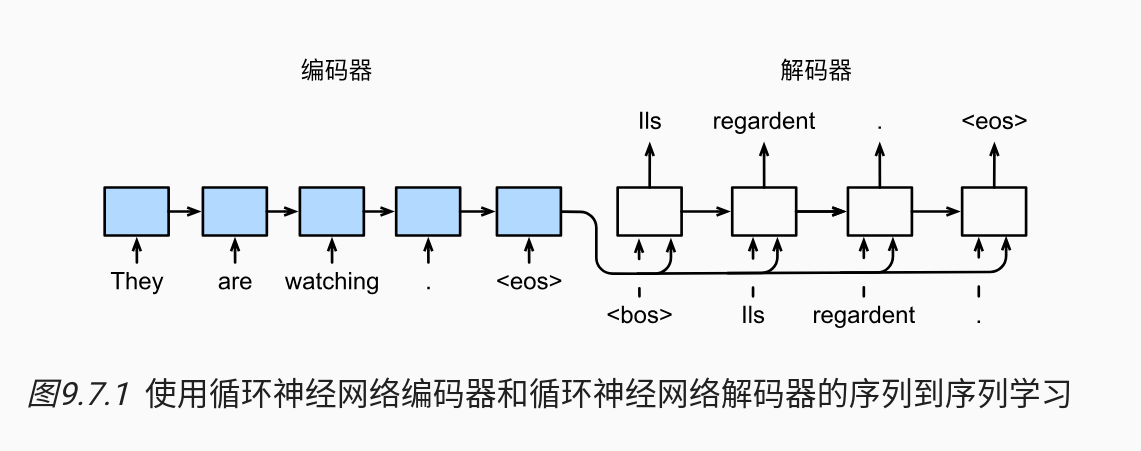 编码器
解码器
Ils regardent . <eos>
They are watching . <eos>
<bos> Ils regardent .
图9.7.1 使用循环神经网络编码器和循环神经网络解码器的序列到序列学习